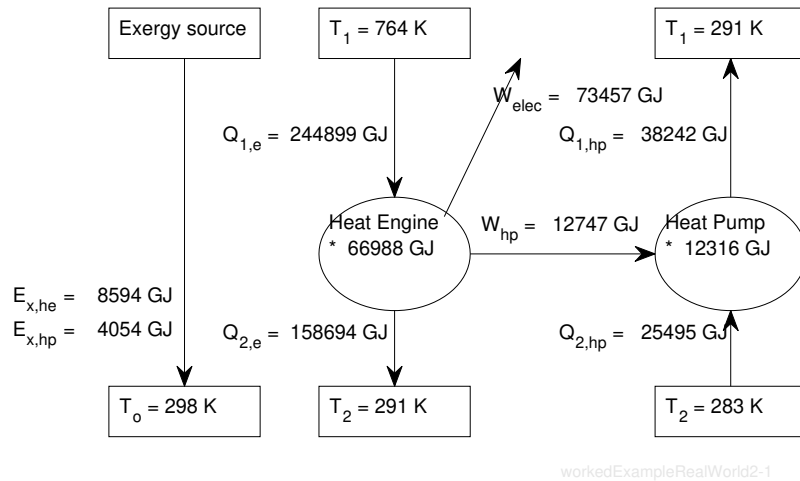 Exergy source
T1 = 764 K
T1 = 291 K
Welec = 73457 GJ
Q1,e = 244899 GJ
Q1,hp = 38242 GJ
Heat Engine
* 66988 GJ
Whp = 12747 GJ
Heat Pump
* 12316 GJ
Ex,he = 8594 GJ
Ex,hp = 4054 GJ
Q2,e = 158694 GJ
Q2,hp = 25495 GJ
To = 298 K
T2 = 291 K
T2 = 283 K
workedExampleRealWorld2-1